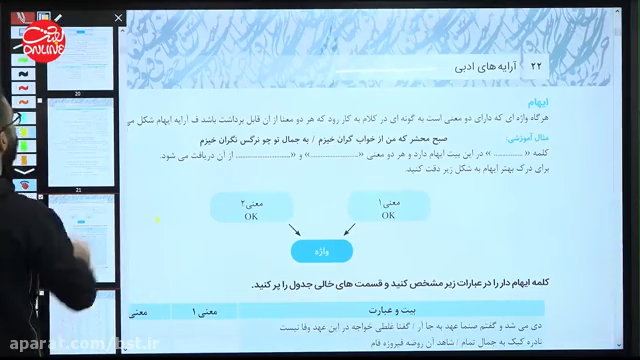 ۲۲ آرایه های ادبی
ایهام
هرگاه واژه ای که دارای دو معنی است به گونه ای در کلام به کار رود که هر دو معنا از آن قابل برداشت باشد ف آرایه ایهام شکل می
مثال آموزشی: صبح محشر که من از خواب گران خیزم / به جمال تو چو نرگس نگران خیزم
کلمه « .............. » در این بیت ایهام دارد و هر دو معنی « .............. » و « .............. » از آن دریافت می شود.
برای درک بهتر ایهام به شکل زیر دقت کنید.
معنی۱ معنی۲
OK OK
واژه
کلمه ایهام دار را در عبارات زیر مشخص کنید و قسمت های خالی جدول را پر کنید.
بیت و عبارت معنی ۱ معنی
دی می شد و گفتم صنما عهد به جا آر / گفتا غلطی خواجه در این عهد وفا نیست
نادره کبک به جمال تمام / شاهد آن روضه فیروزه فام
20
21
ONLINE
aparat.com/bst.ir